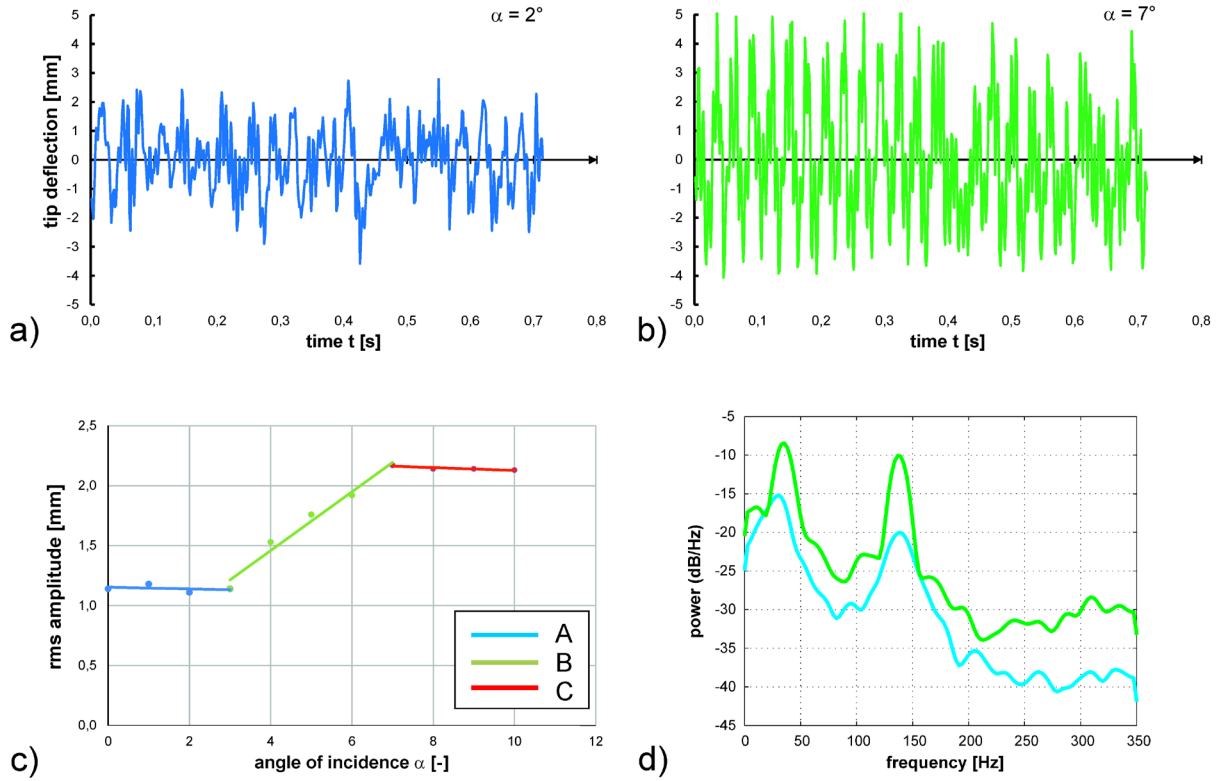 α = 2°
tip deflection [mm]
5
4
3
2
1
0
-1
-2
-3
-4
5
0,0 0,1 0,2 0,3 0,4 0,5 0,6 0,7 0,8
time t [s]
a)
α = 7°
5
4
3
2
1
0
-1
-2
-3
-4
5
0,0 0,1 0,2 0,3 0,4 0,5 0,6 0,7 0,8
time t [s]
b)
rms amplitude [mm]
2,5
2,0
1,5
1,0
0,5
0,0
0 2 4 6 8 10 12
angle of incidence α [-]
A
B
C
c)
power (dB/Hz)
-5
-10
-15
-20
-25
-30
-35
-40
-45
0 50 100 150 200 250 300 350
frequency [Hz]
d)